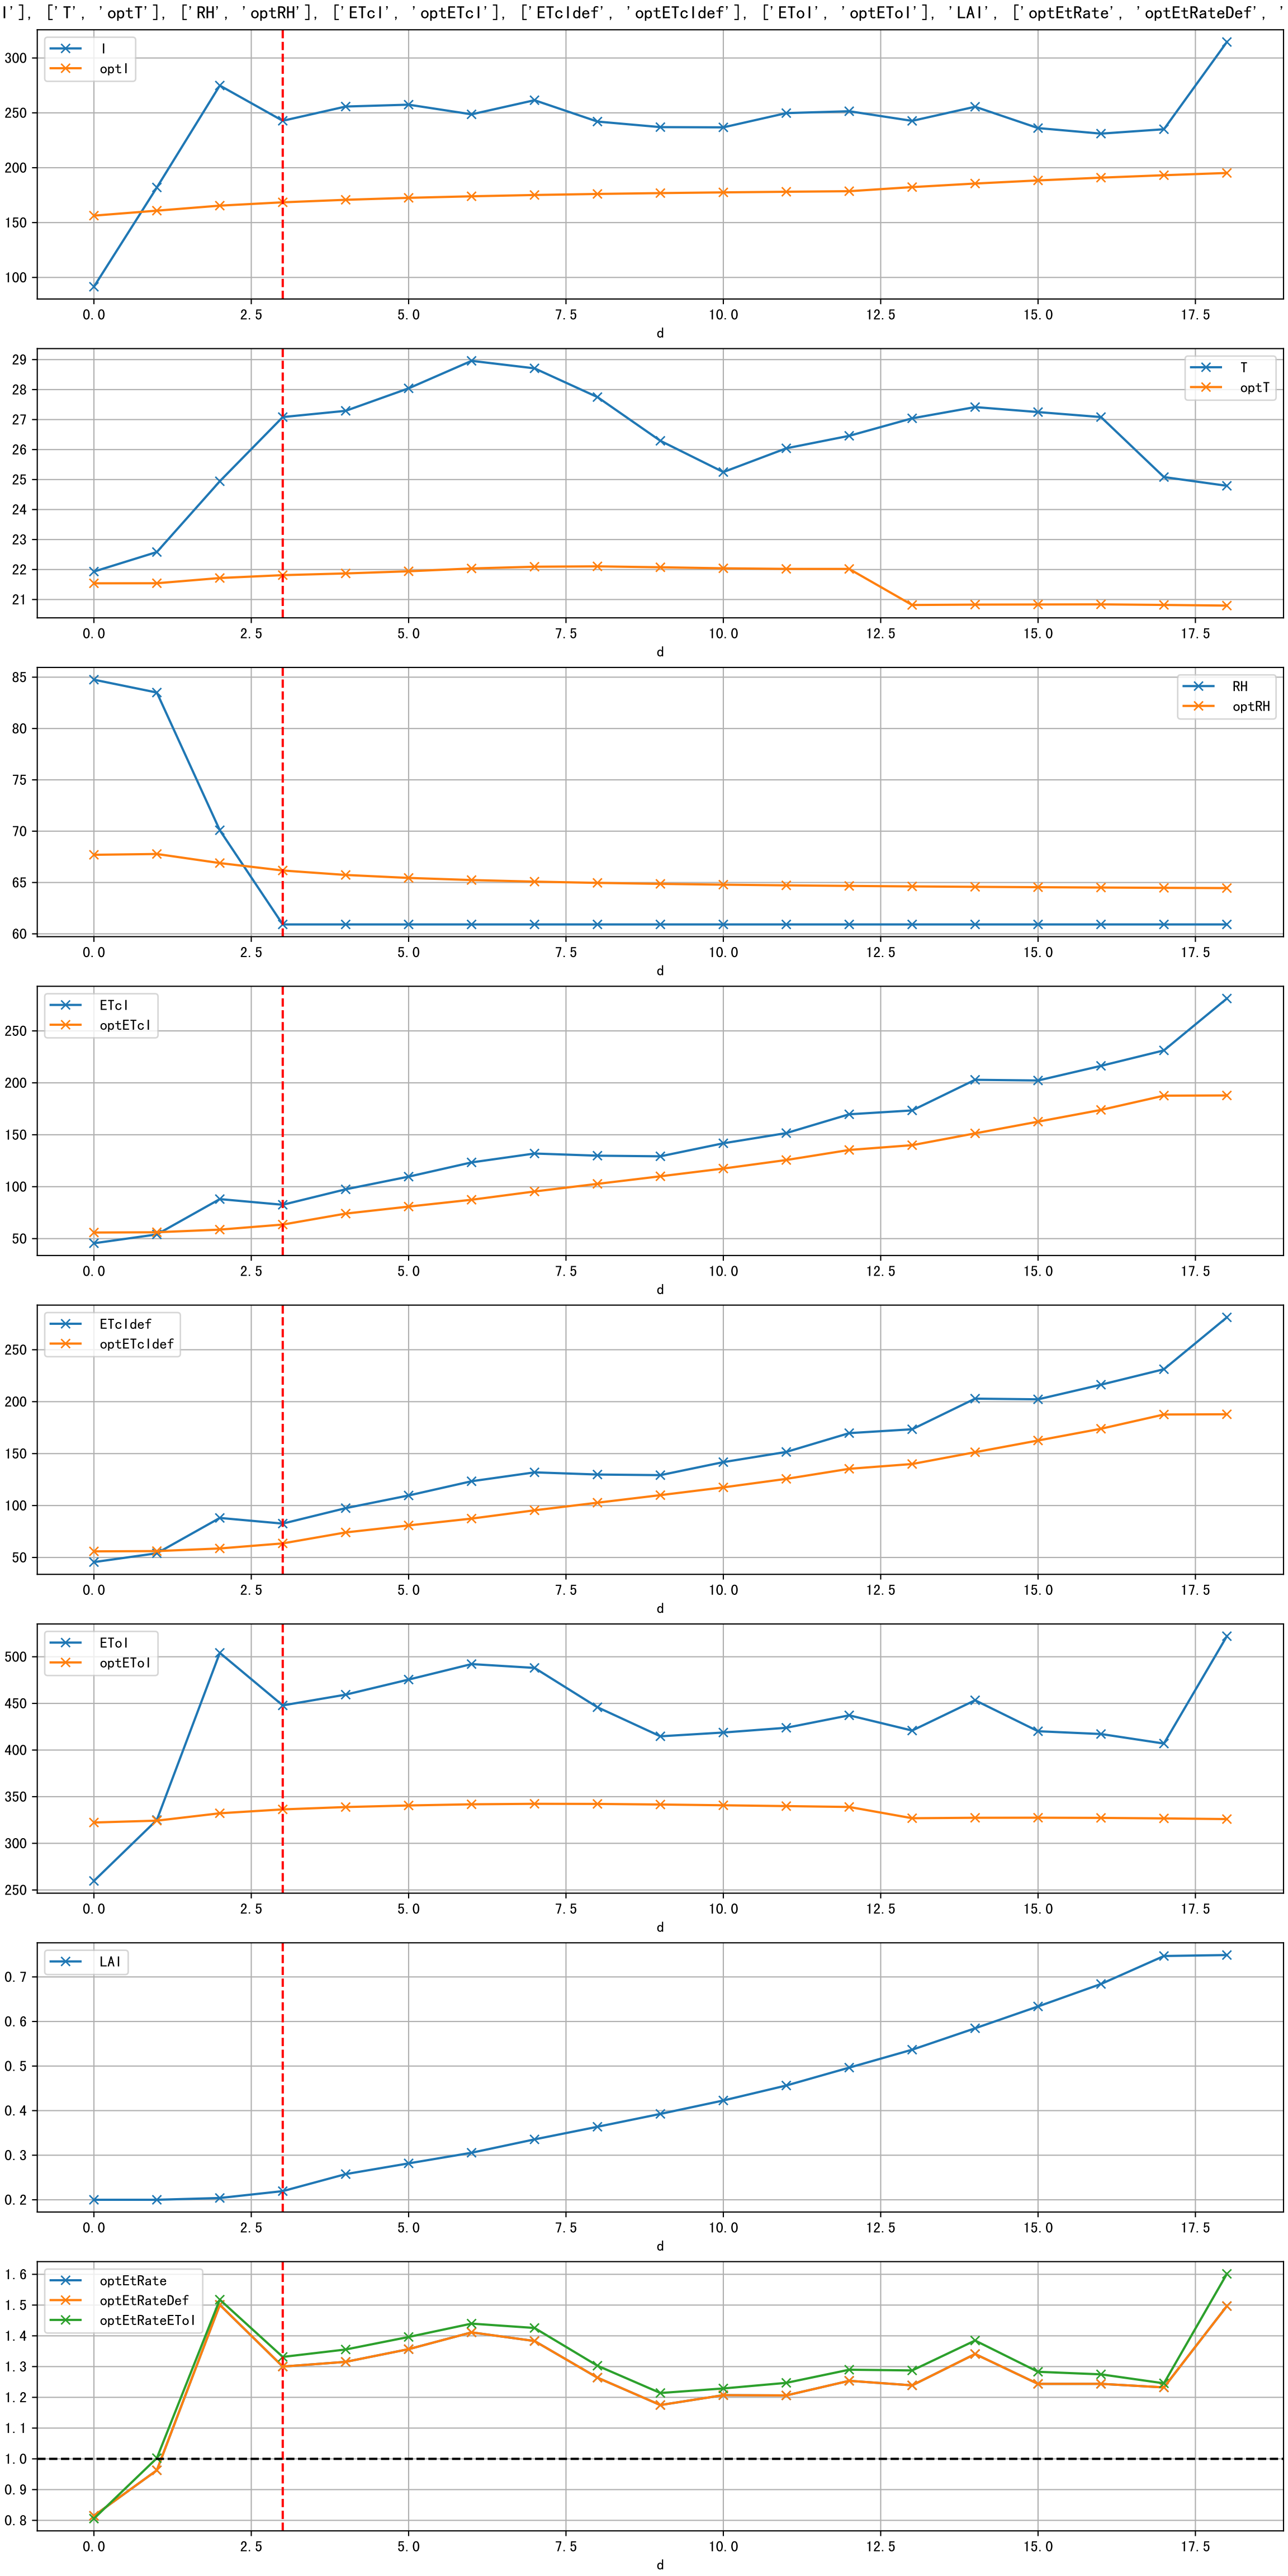 I'], ['T', 'optT'], ['RH', 'optRH'], ['ETcI', 'optETcI'], ['ETcIdef', 'optETcIdef'], ['EToI', 'optEToI'], 'LAI', ['optEtRate', 'optEtRateDef', '
I
optI
300
250
200
150
100
0.0 2.5 5.0 7.5 10.0 12.5 15.0 17.5
d
T
optT
29
28
27
26
25
24
23
22
21
0.0 2.5 5.0 7.5 10.0 12.5 15.0 17.5
d
RH
optRH
85
80
75
70
65
60
0.0 2.5 5.0 7.5 10.0 12.5 15.0 17.5
d
ETcI
optETcI
250
200
150
100
50
0.0 2.5 5.0 7.5 10.0 12.5 15.0 17.5
d
ETcIdef
optETcIdef
250
200
150
100
50
0.0 2.5 5.0 7.5 10.0 12.5 15.0 17.5
d
EToI
optEToI
500
450
400
350
300
250
0.0 2.5 5.0 7.5 10.0 12.5 15.0 17.5
d
LAI
0.7
0.6
0.5
0.4
0.3
0.2
0.0 2.5 5.0 7.5 10.0 12.5 15.0 17.5
d
optEtRate
optEtRateDef
optEtRateEToI
1.6
1.5
1.4
1.3
1.2
1.1
1.0
0.9
0.8
0.0 2.5 5.0 7.5 10.0 12.5 15.0 17.5
d